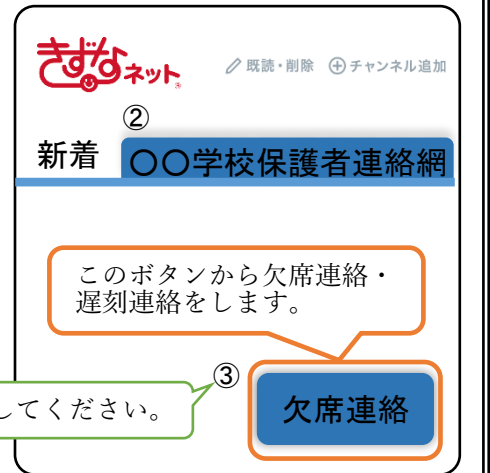 きずなネット
既読・削除 チャンネル追加
②
新着 〇〇学校保護者連絡網
このボタンから欠席連絡・
遅刻連絡をします。
③
してください。
欠席連絡